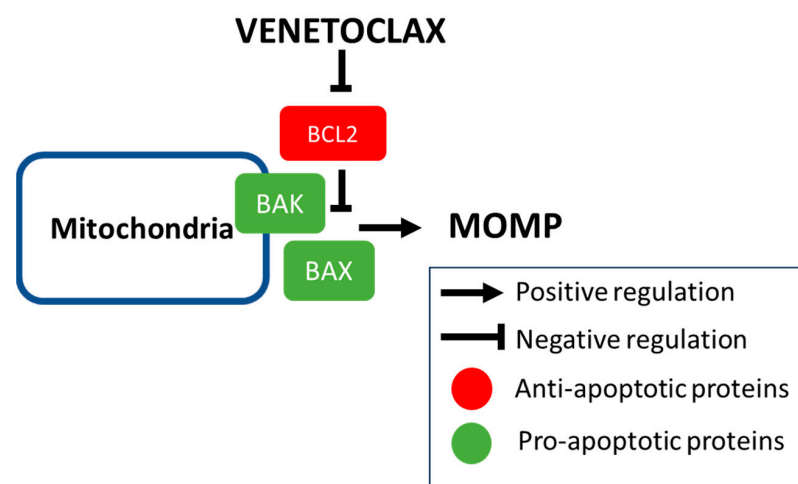 VENETOCLAX
BCL2
BAK
Mitochondria
MOMP
BAX
Positive regulation
Negative regulation
Anti-apoptotic proteins
Pro-apoptotic proteins